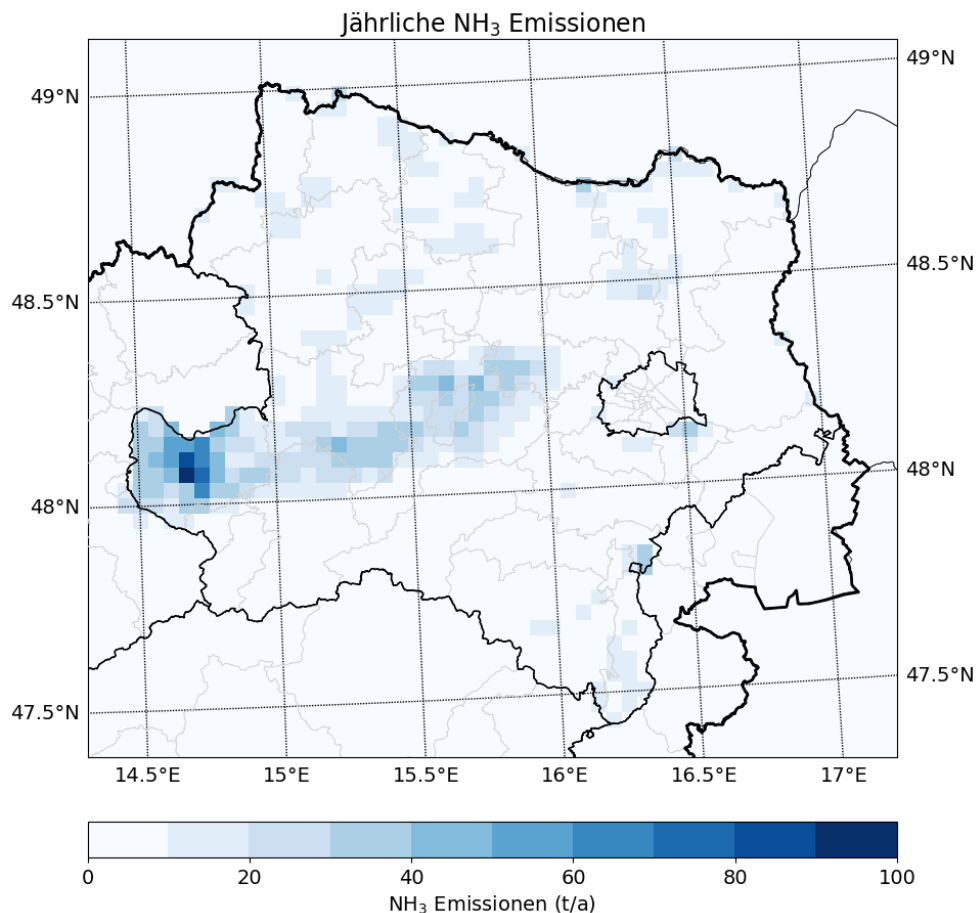 Jährliche NH₃ Emissionen
49°N
49°N
48.5°N
48.5°N
48°N
48°N
47.5°N
47.5°N
14.5°E 15°E 15.5°E 16°E 16.5°E 17°E
0 20 40 60 80 100
NH₃ Emissionen (t/a)